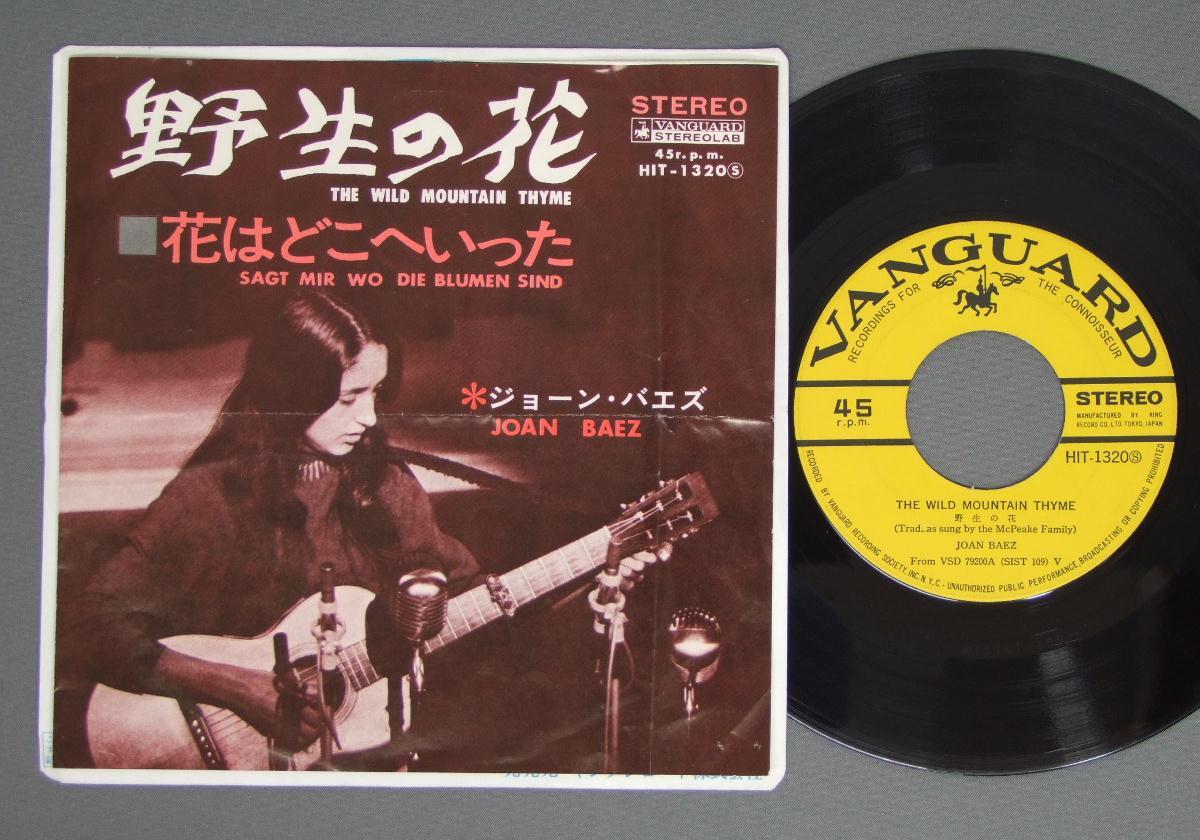 野生の花
THE WILD MOUNTAIN THYME
花はどこへいった
SAGT MIR WO DIE BLUMEN SIND
STEREO
VANGUARD
STEREOLAB
45r.p.m.
HIT-1320Ⓢ
*ジョーン・バエズ
JOAN BAEZ
VANGUARD
RECORDINGS FOR THE CONNOISSEUR
45
r.p.m.
STEREO
MANUFACTURED BY KING
RECORD CO., LTD. TOKYO, JAPAN
HIT-1320Ⓢ
THE WILD MOUNTAIN THYME
野生の花
(Trad..as sung by the McPeake Family)
JOAN BAEZ
From VSD 79200A (SIST 109) V
RECORDED BY VANGUARD RECORDING SOCIETY, INC. N.Y.C. · UNAUTHORIZED PUBLIC PERFORMANCE, BROADCASTING OR COPYING PROHIBITED